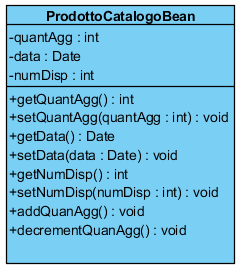 ProdottoCatalogoBean
-quantAgg : int
-data : Date
-numDisp : int
+getQuantAgg() : int
+setQuantAgg(quantAgg : int) : void
+getData() : Date
+setData(data : Date) : void
+getNumDisp() : int
+setNumDisp(numDisp : int) : void
+addQuanAgg() : void
+decrementQuanAgg() : void